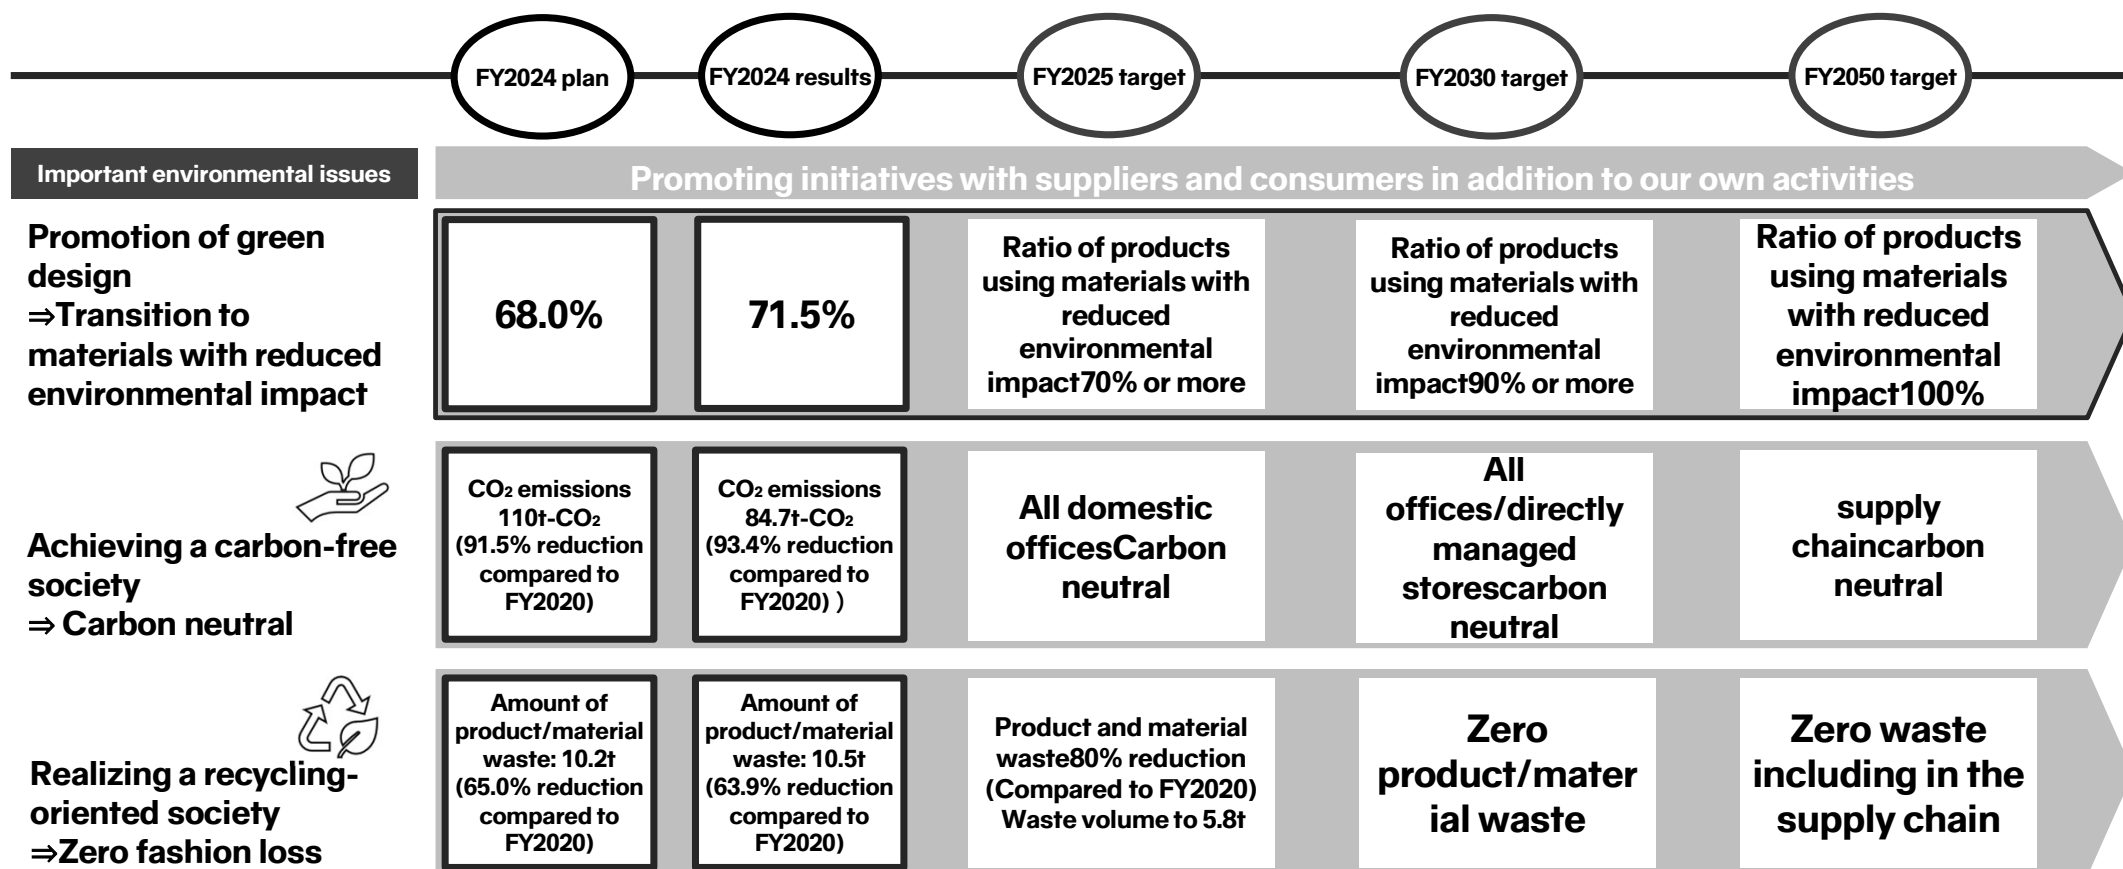 FY2024 plan
FY2024 results
FY2025 target
FY2030 target
FY2050 target
Important environmental issues
Promoting initiatives with suppliers and consumers in addition to our own activities
Promotion of green
design
⇒Transition to
materials with reduced
environmental impact
68.0%
71.5%
Ratio of products
using materials with
reduced
environmental
impact70% or more
Ratio of products
using materials with
reduced
environmental
impact90% or more
Ratio of products
using materials
with reduced
environmental
impact100%
Achieving a carbon-free
society
⇒ Carbon neutral
CO₂ emissions
110t-CO₂
(91.5% reduction
compared to
FY2020)
CO₂ emissions
84.7t-CO₂
(93.4% reduction
compared to
FY2020) )
All domestic
officesCarbon
neutral
All
offices/directly
managed
storescarbon
neutral
supply
chaincarbon
neutral
Realizing a recycling-
oriented society
⇒Zero fashion loss
Amount of
product/material
waste: 10.2t
(65.0% reduction
compared to
FY2020)
Amount of
product/material
waste: 10.5t
(63.9% reduction
compared to
FY2020)
Product and material
waste80% reduction
(Compared to FY2020)
Waste volume to 5.8t
Zero
product/mater
ial waste
Zero waste
including in the
supply chain